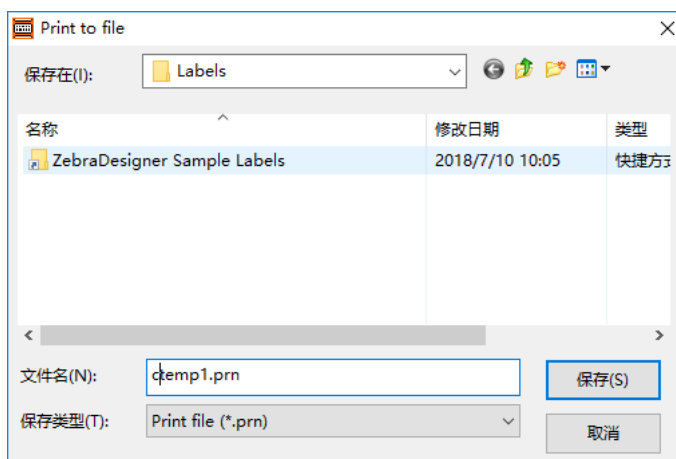 Print to file
保存在(I): Labels
名称 修改日期 类型
ZebraDesigner Sample Labels 2018/7/10 10:05 快捷方式
文件名(N): ctemp1.prn 保存(S)
保存类型(T): Print file (*.prn) 取消